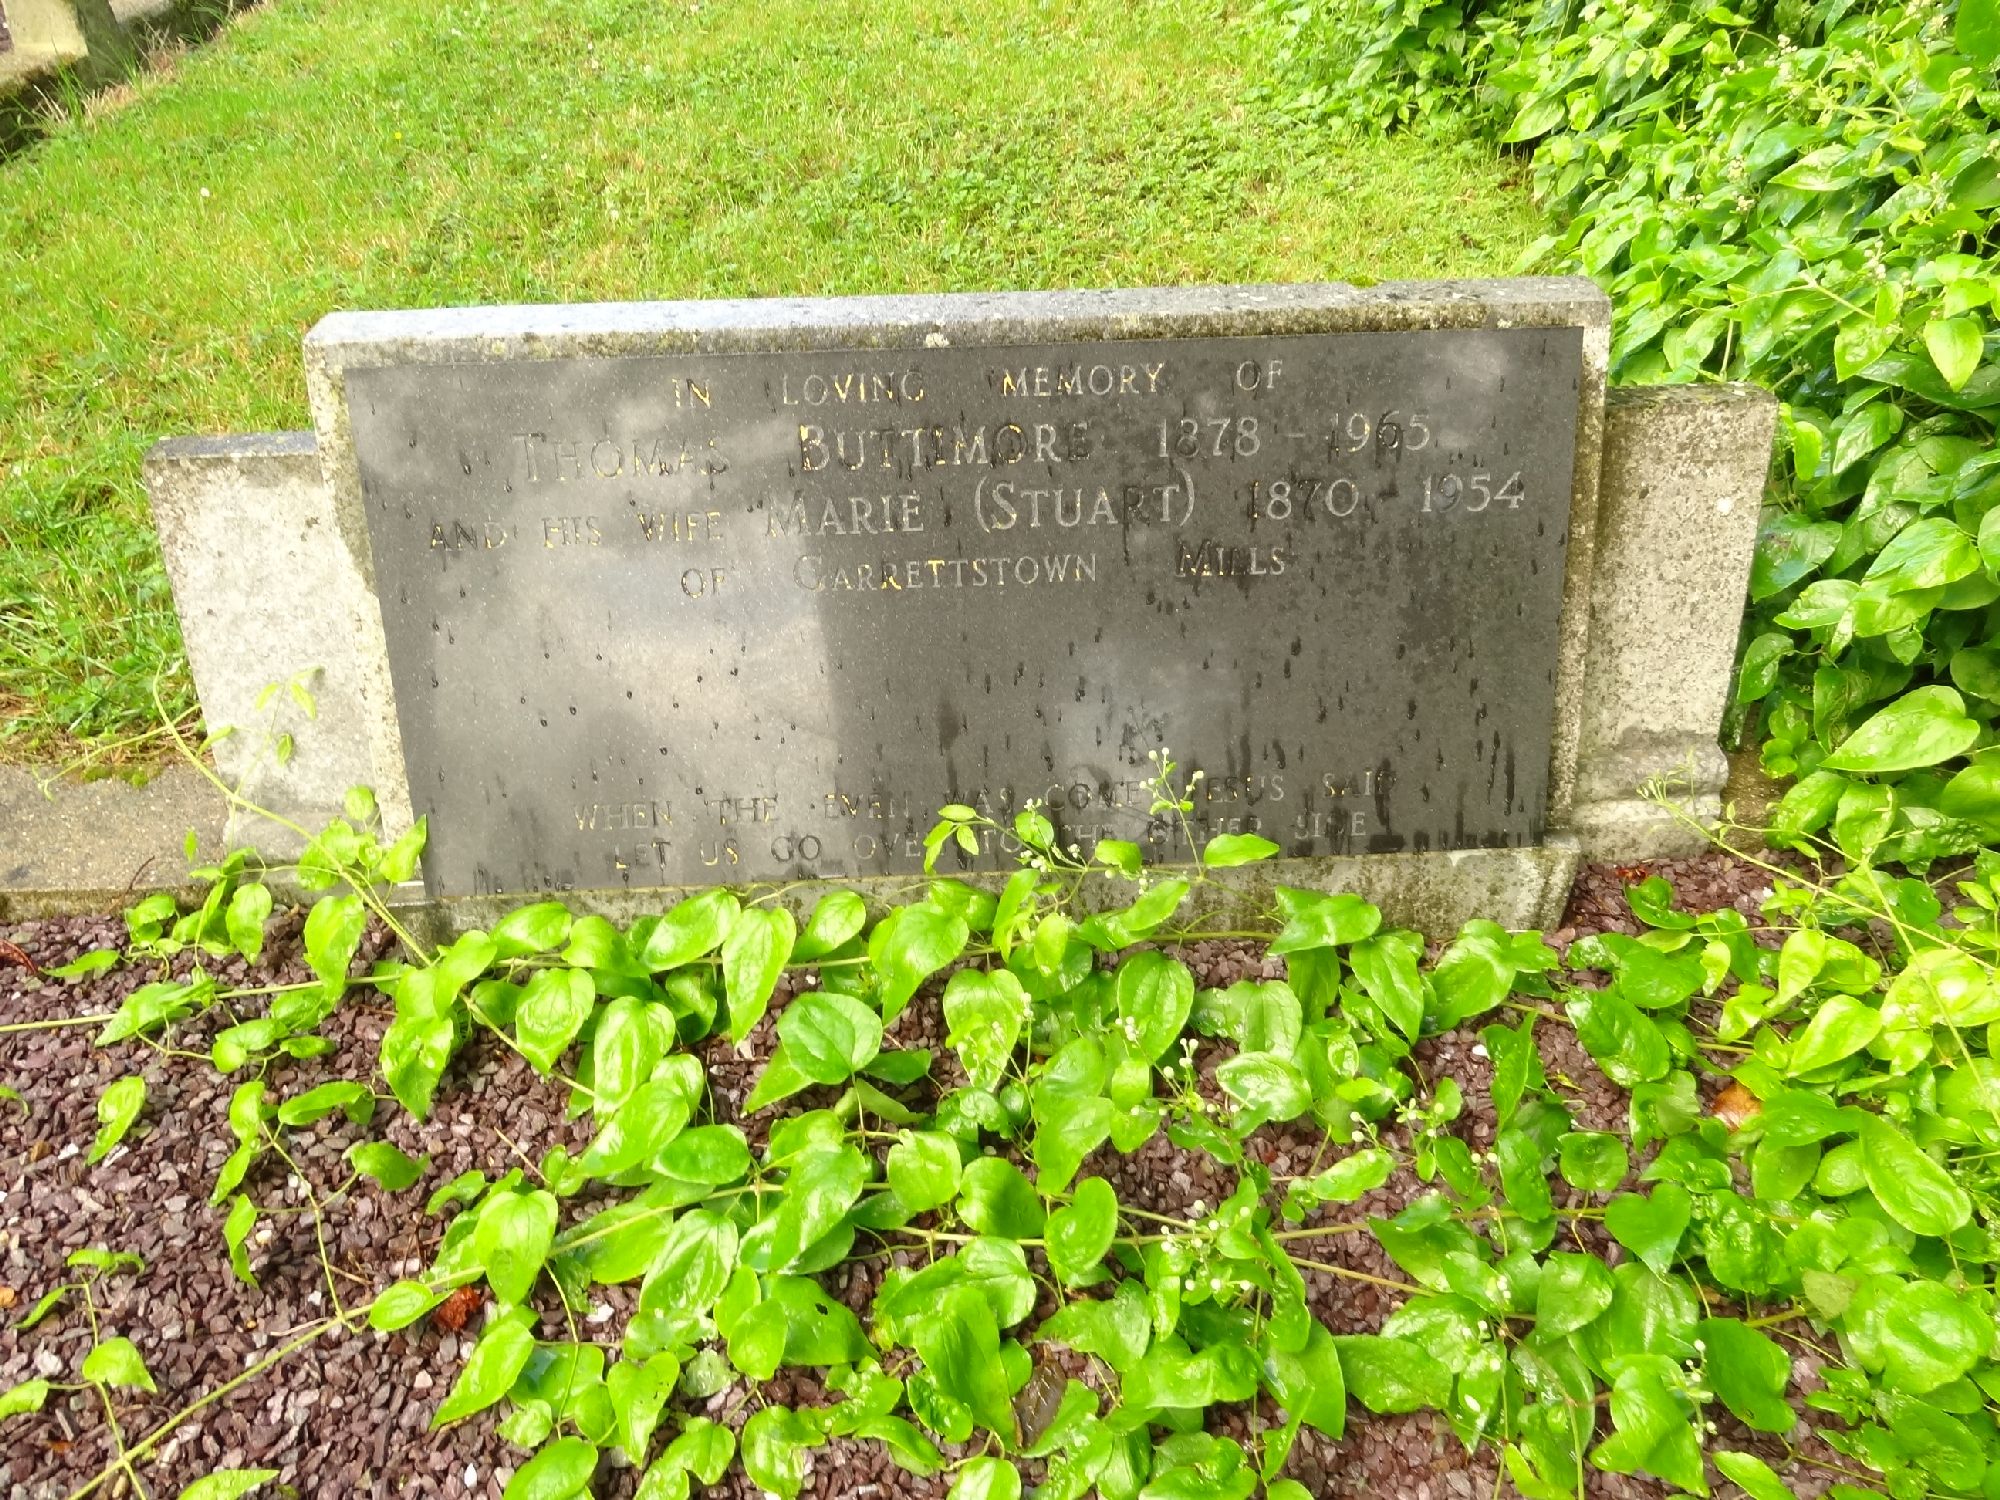 IN LOVING MEMORY OF
THOMAS BUTTIMORE 1878 - 1965
AND HIS WIFE MARIE (STUART) 1870 - 1954
OF GARRETTSTOWN MILLS
WHEN THE EVEN WAS COME JESUS SAID
LET US GO OVER TO THE OTHER SIDE